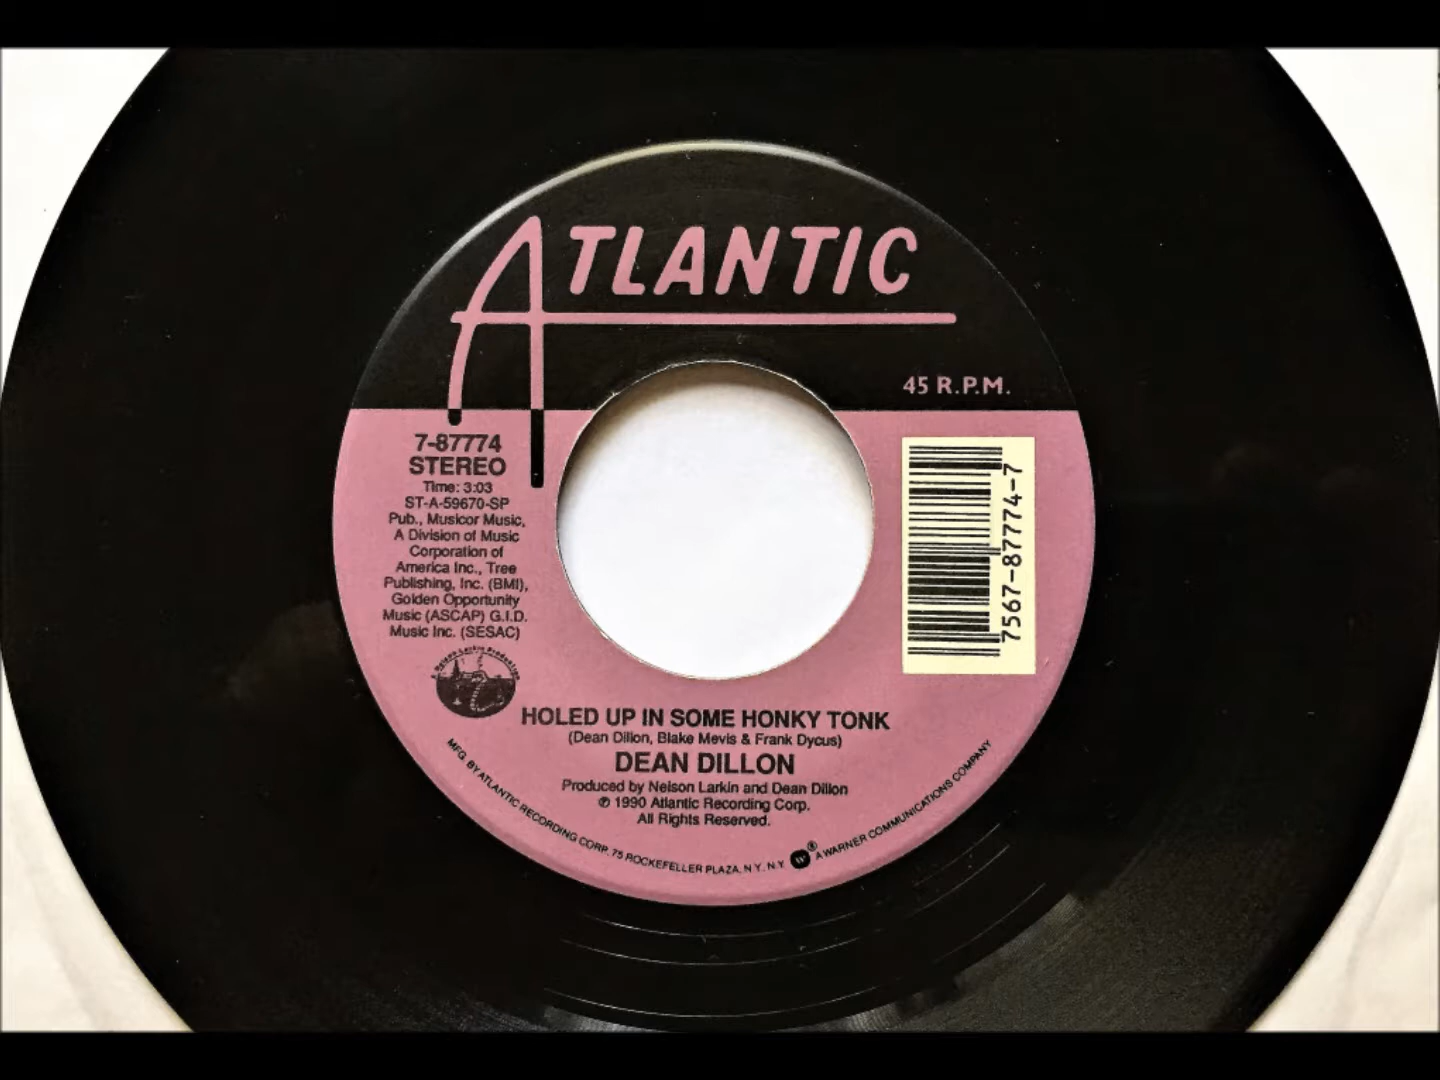 ATLANTIC
45 R.P.M.
7-87774
STEREO
Time: 3:03
ST-A-59670-SP
Pub., Musicor Music,
A Division of Music
Corporation of
America Inc., Tree
Publishing, Inc. (BMI),
Golden Opportunity
Music (ASCAP) G.I.D.
Music Inc. (SESAC)
7567-87774-7
A Nelson Larkin Production
HOLED UP IN SOME HONKY TONK
(Dean Dillon, Blake Mevis & Frank Dycus)
DEAN DILLON
Produced by Nelson Larkin and Dean Dillon
℗ 1990 Atlantic Recording Corp.
All Rights Reserved.
MFG. BY ATLANTIC RECORDING CORP. 75 ROCKEFELLER PLAZA, N.Y., N.Y. W ® A WARNER COMMUNICATIONS COMPANY